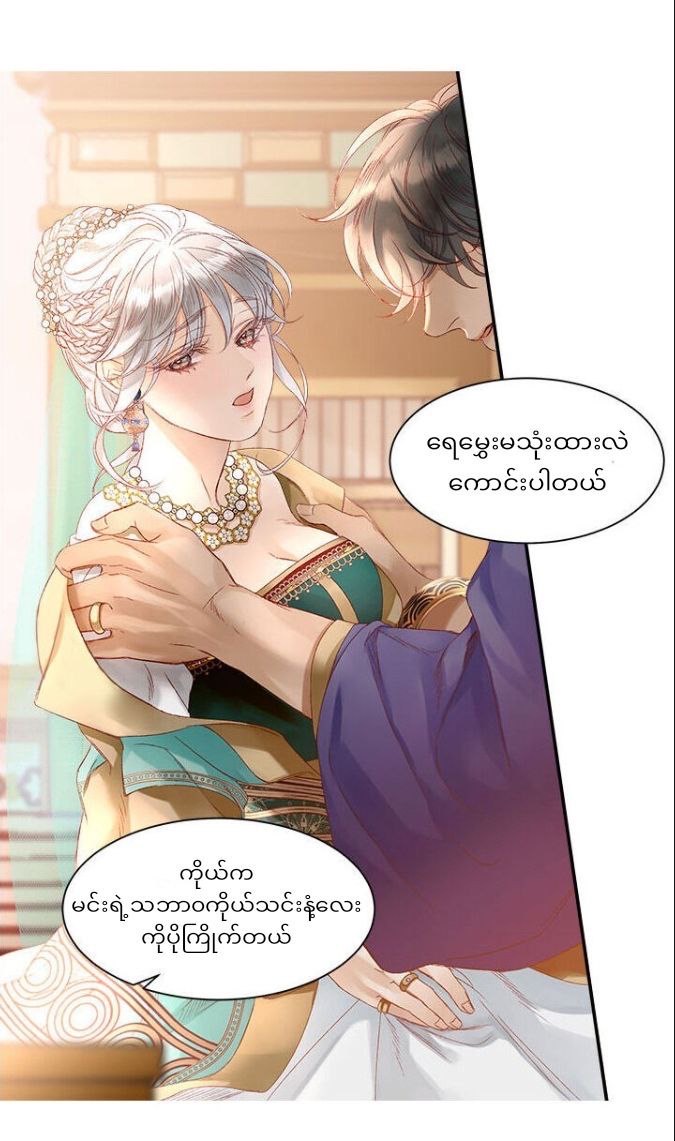 ရေမွှေးမသုံးထားလဲ
ကောင်းပါတယ်
ကိုယ်က
မင်းရဲ့သဘာဝကိုယ်သင်းနံ့လေး
ကိုပိုကြိုက်တယ်